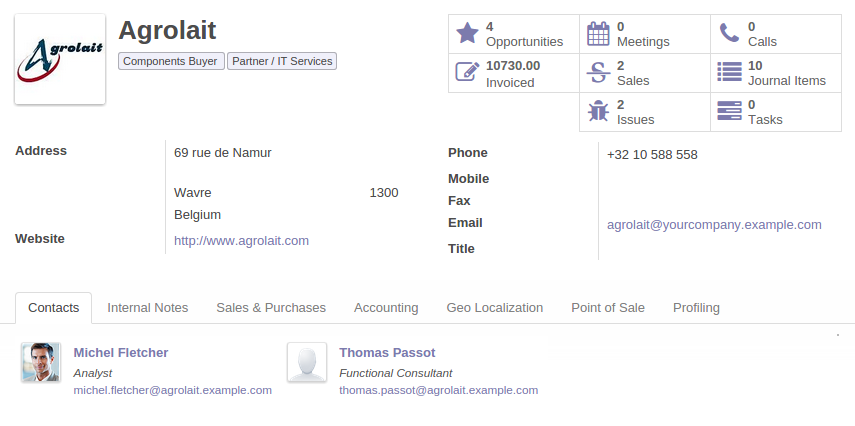 Agrolait
Agrolait
Components Buyer
Partner / IT Services
4
Opportunities
0
Meetings
0
Calls
10730.00
Invoiced
2
Sales
10
Journal Items
2
Issues
0
Tasks
Address
69 rue de Namur
Wavre 1300
Belgium
Website
http://www.agrolait.com
Phone
+32 10 588 558
Mobile
Fax
Email
agrolait@yourcompany.example.com
Title
Contacts Internal Notes Sales & Purchases Accounting Geo Localization Point of Sale Profiling
Michel Fletcher
Analyst
michel.fletcher@agrolait.example.com
Thomas Passot
Functional Consultant
thomas.passot@agrolait.example.com